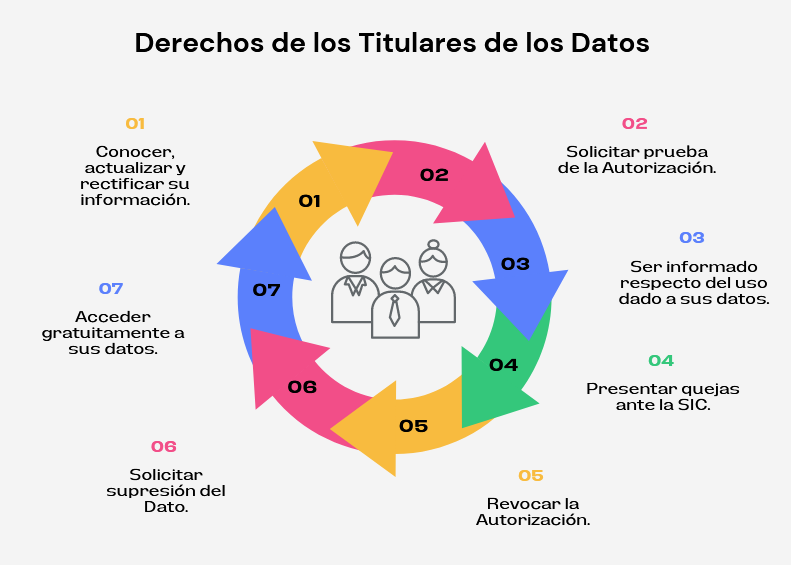 Derechos de los Titulares de los Datos
01
Conocer,
actualizar y
rectificar su
información.
02
Solicitar prueba
de la Autorización.
03
Ser informado
respecto del uso
dado a sus datos.
04
Presentar quejas
ante la SIC.
05
Revocar la
Autorización.
06
Solicitar
supresión del
Dato.
07
Acceder
gratuitamente a
sus datos.
01
02
03
04
05
06
07